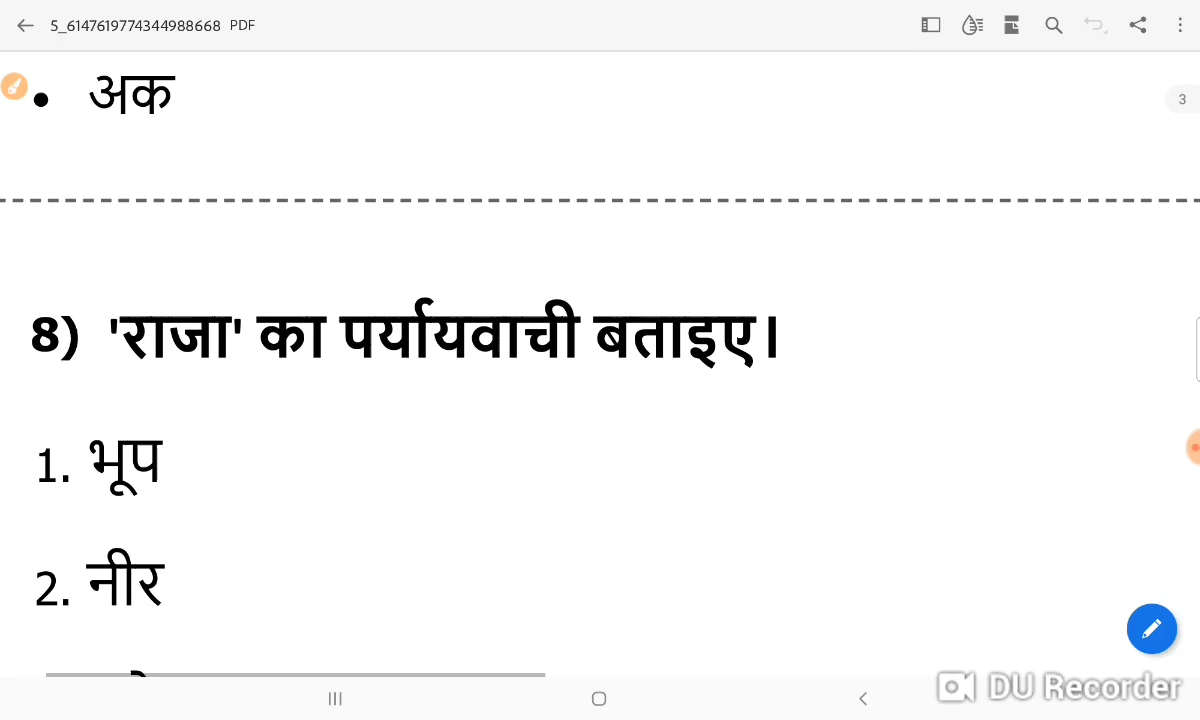 5_6147619774344988668 PDF
• अक
3
8) 'राजा' का पर्यायवाची बताइए।
1. भूप
2. नीर
DU Recorder